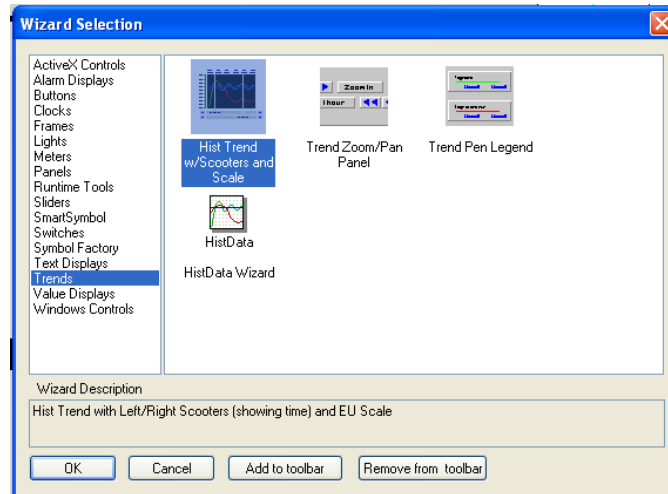 Wizard Selection
ActiveX Controls
Alarm Displays
Buttons
Clocks
Frames
Lights
Meters
Panels
Runtime Tools
Sliders
SmartSymbol
Switches
Symbol Factory
Text Displays
Trends
Value Displays
Windows Controls
Hist Trend
w/Scooters and
Scale
Zoom In
1 hour
Trend Zoom/Pan
Panel
Trend Pen Legend
HistData
HistData Wizard
Wizard Description
Hist Trend with Left/Right Scooters (showing time) and EU Scale
OK
Cancel
Add to toolbar
Remove from toolbar